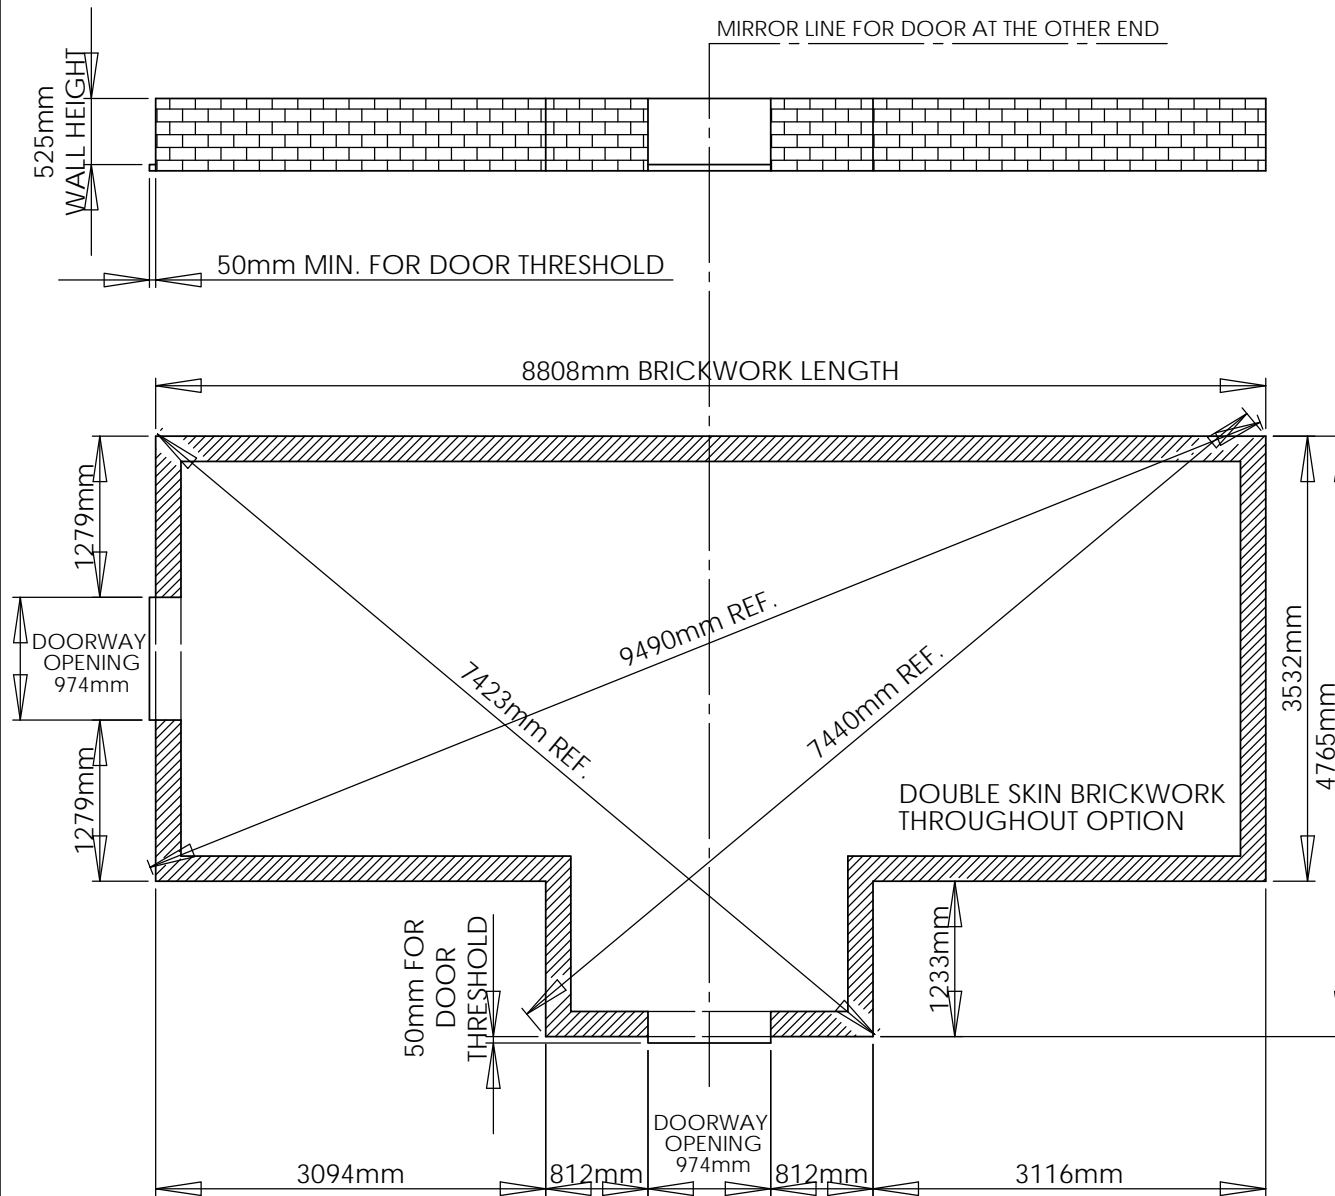 MIRROR LINE FOR DOOR AT THE OTHER END
525mm
WALL HEIGHT
50mm MIN. FOR DOOR THRESHOLD
8808mm BRICKWORK LENGTH
1279mm
DOORWAY
OPENING
974mm
1279mm
9490mm REF.
7423mm REF.
7440mm REF.
3532mm
4765mm
DOUBLE SKIN BRICKWORK
THROUGHOUT OPTION
50mm FOR
DOOR
THRESHOLD
1233mm
DOORWAY
OPENING
974mm
3094mm
812mm
812mm
3116mm